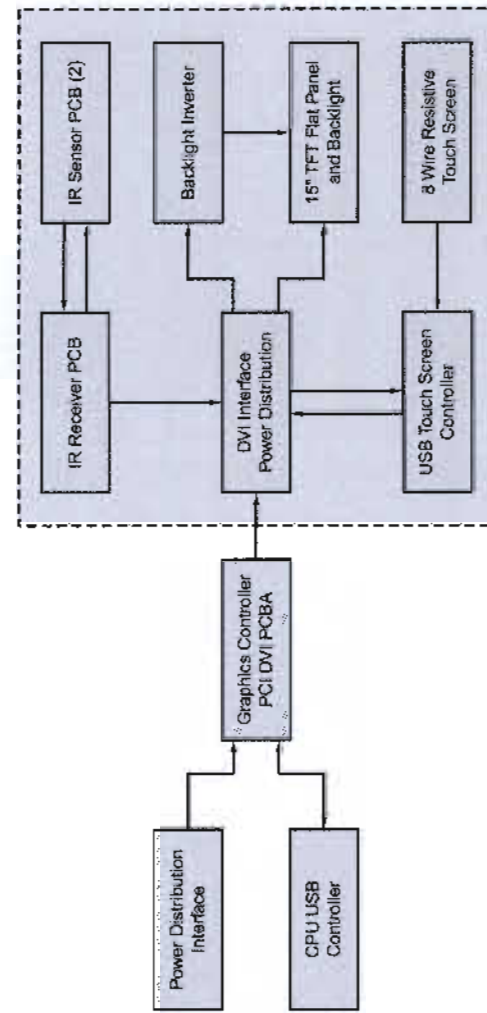 Power Distribution
Interface
CPU USB
Controller
Graphics Controller
PCI DVI PCBA
IR Receiver PCB
IR Sensor PCB (2)
DVI Interface
Power Distribution
Backlight Inverter
15" TFT Flat Panel
and Backlight
USB Touch Screen
Controller
8 Wire Resistive
Touch Screen